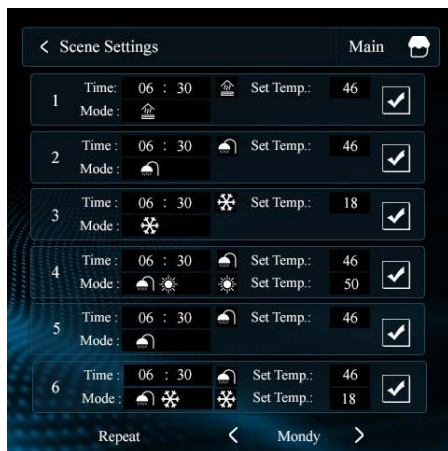 < Scene Settings Main
1 Time: 06 : 30 Set Temp.: 46
Mode :
2 Time : 06 : 30 Set Temp.: 46
Mode :
3 Time : 06 : 30 Set Temp.: 18
Mode :
4 Time : 06 : 30 Set Temp.: 46
Mode : Set Temp.: 50
5 Time : 06 : 30 Set Temp.: 46
Mode :
6 Time : 06 : 30 Set Temp.: 46
Mode : Set Temp.: 18
Repeat < Mondy >